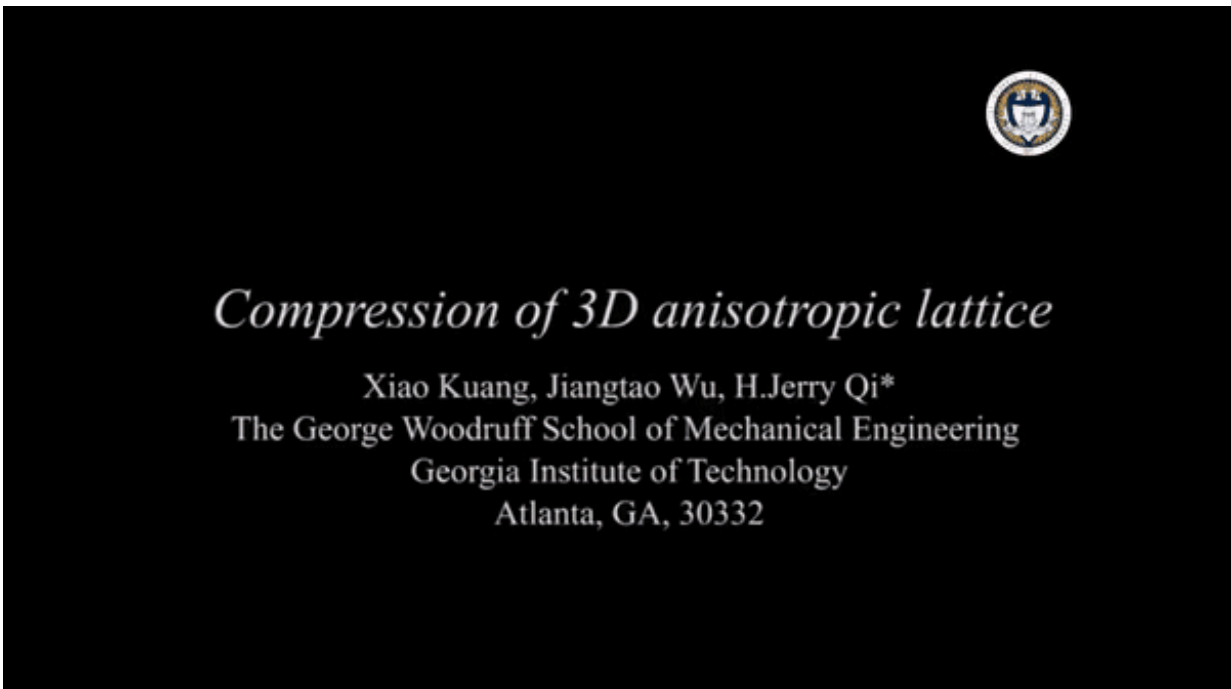 Compression of 3D anisotropic lattice
Xiao Kuang, Jiangtao Wu, H.Jerry Qi*
The George Woodruff School of Mechanical Engineering
Georgia Institute of Technology
Atlanta, GA, 30332